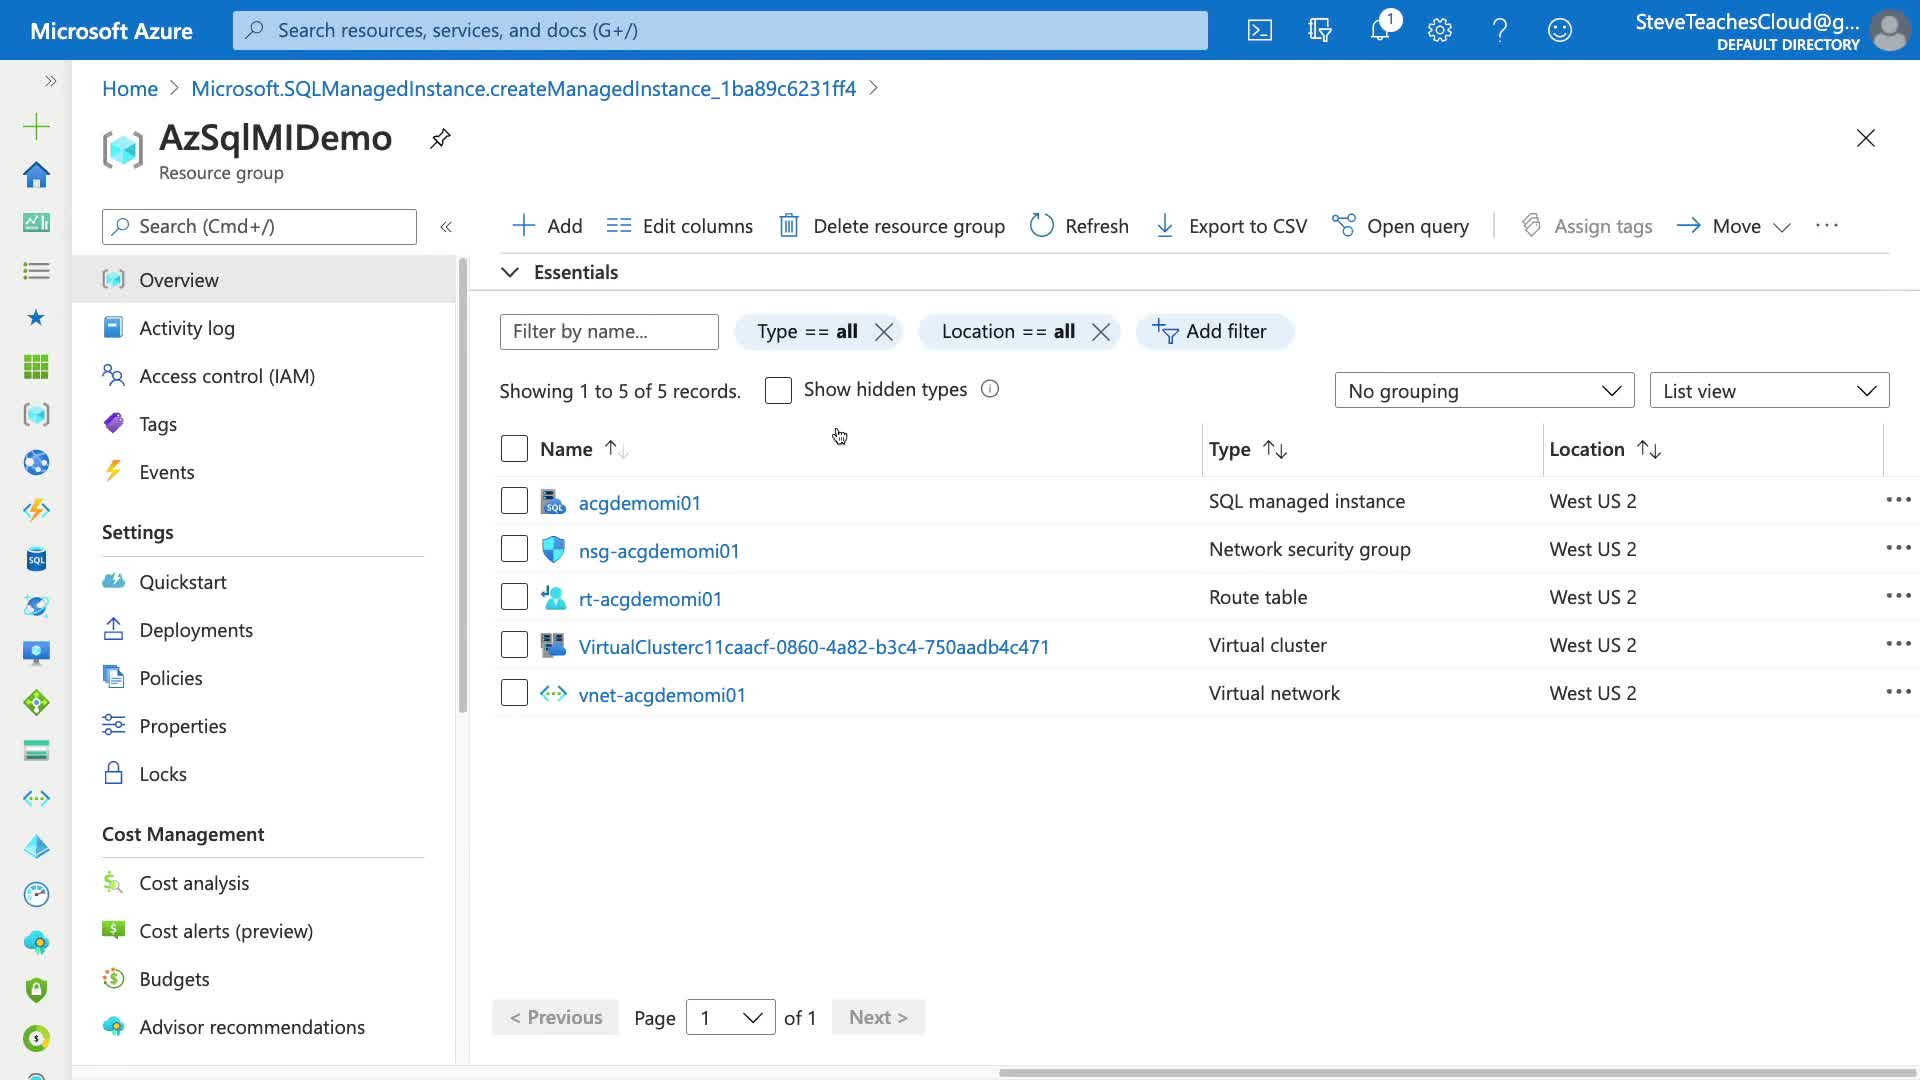 Microsoft Azure
Search resources, services, and docs (G+/)
1
SteveTeachesCloud@g...
DEFAULT DIRECTORY
Home > Microsoft.SQLManagedInstance.createManagedInstance_1ba89c6231ff4 >
AzSqlMIDemo
Resource group
Search (Cmd+/)
Overview
Activity log
Access control (IAM)
Tags
Events
Settings
Quickstart
Deployments
Policies
Properties
Locks
Cost Management
Cost analysis
Cost alerts (preview)
Budgets
Advisor recommendations
Add Edit columns Delete resource group Refresh Export to CSV Open query Assign tags Move ...
Essentials
Filter by name... Type == all Location == all Add filter
Showing 1 to 5 of 5 records. Show hidden types No grouping List view
Name Type Location
acgdemomi01 SQL managed instance West US 2 ...
nsg-acgdemomi01 Network security group West US 2 ...
rt-acgdemomi01 Route table West US 2 ...
VirtualClusterc11caacf-0860-4a82-b3c4-750aadb4c471 Virtual cluster West US 2 ...
vnet-acgdemomi01 Virtual network West US 2 ...
< Previous Page 1 of 1 Next >